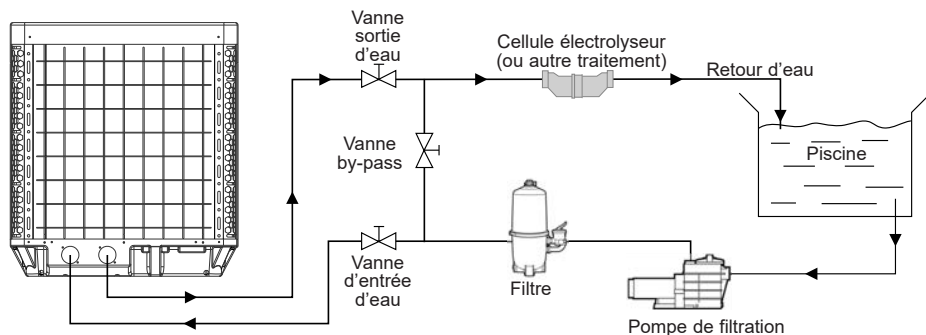 Vanne
sortie
d’eau
Cellule électrolyseur
(ou autre traitement)
Retour d’eau
Vanne
by-pass
Piscine
Vanne
d’entrée
d’eau
Filtre
Pompe de filtration